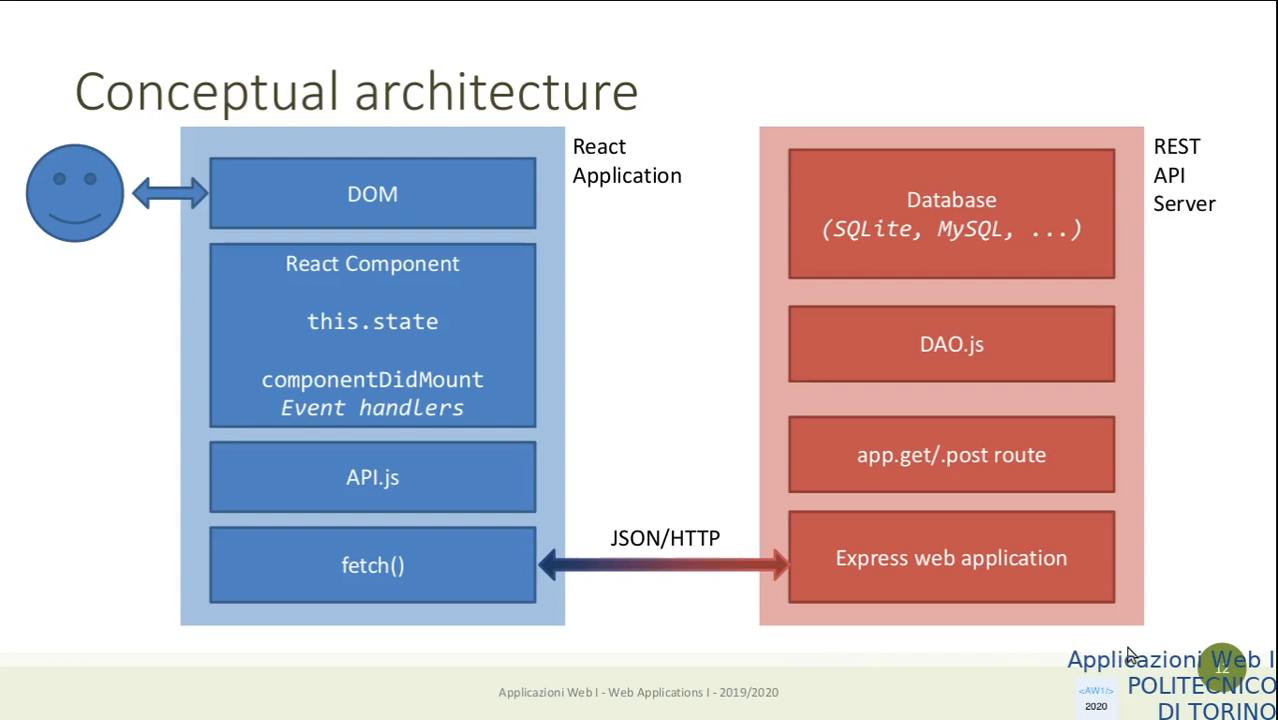 Conceptual architecture
DOM
React Component
this.state
componentDidMount
Event handlers
API.js
fetch()
React
Application
JSON/HTTP
Database
(SQLite, MySQL, ...)
DAO.js
app.get/.post route
Express web application
REST
API
Server
Applicazioni Web I - Web Applications I - 2019/2020
12
<AW1/>
2020
Applicazioni Web I
POLITECNICO
DI TORINO